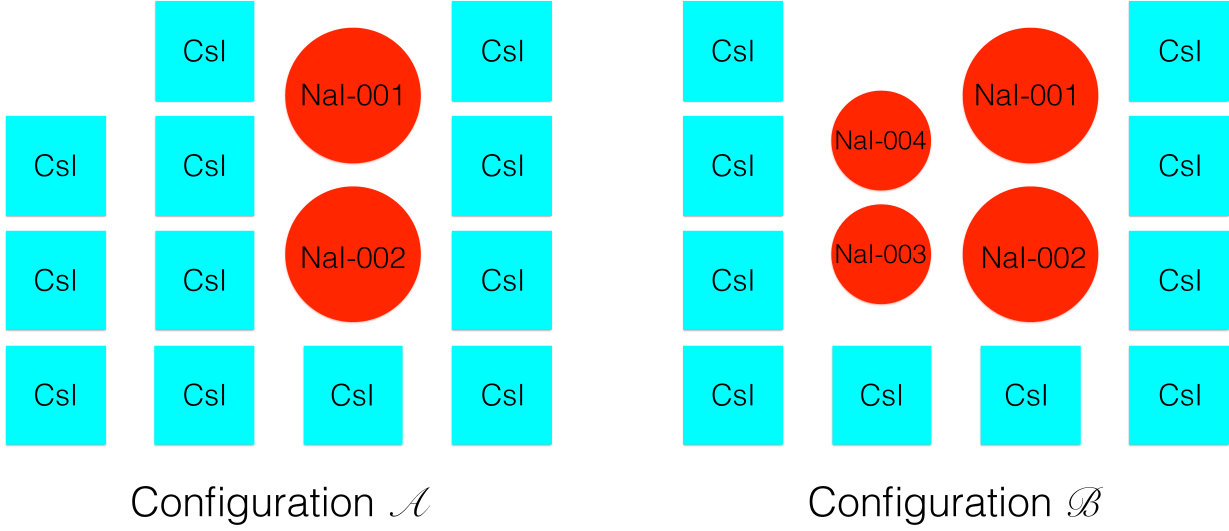 CsI NaI-001 CsI
CsI CsI CsI
CsI CsI NaI-002 CsI
CsI CsI CsI CsI
Configuration 𝒜
CsI NaI-001 CsI
CsI NaI-004 CsI
CsI NaI-003 NaI-002 CsI
CsI CsI CsI CsI
Configuration ℬ